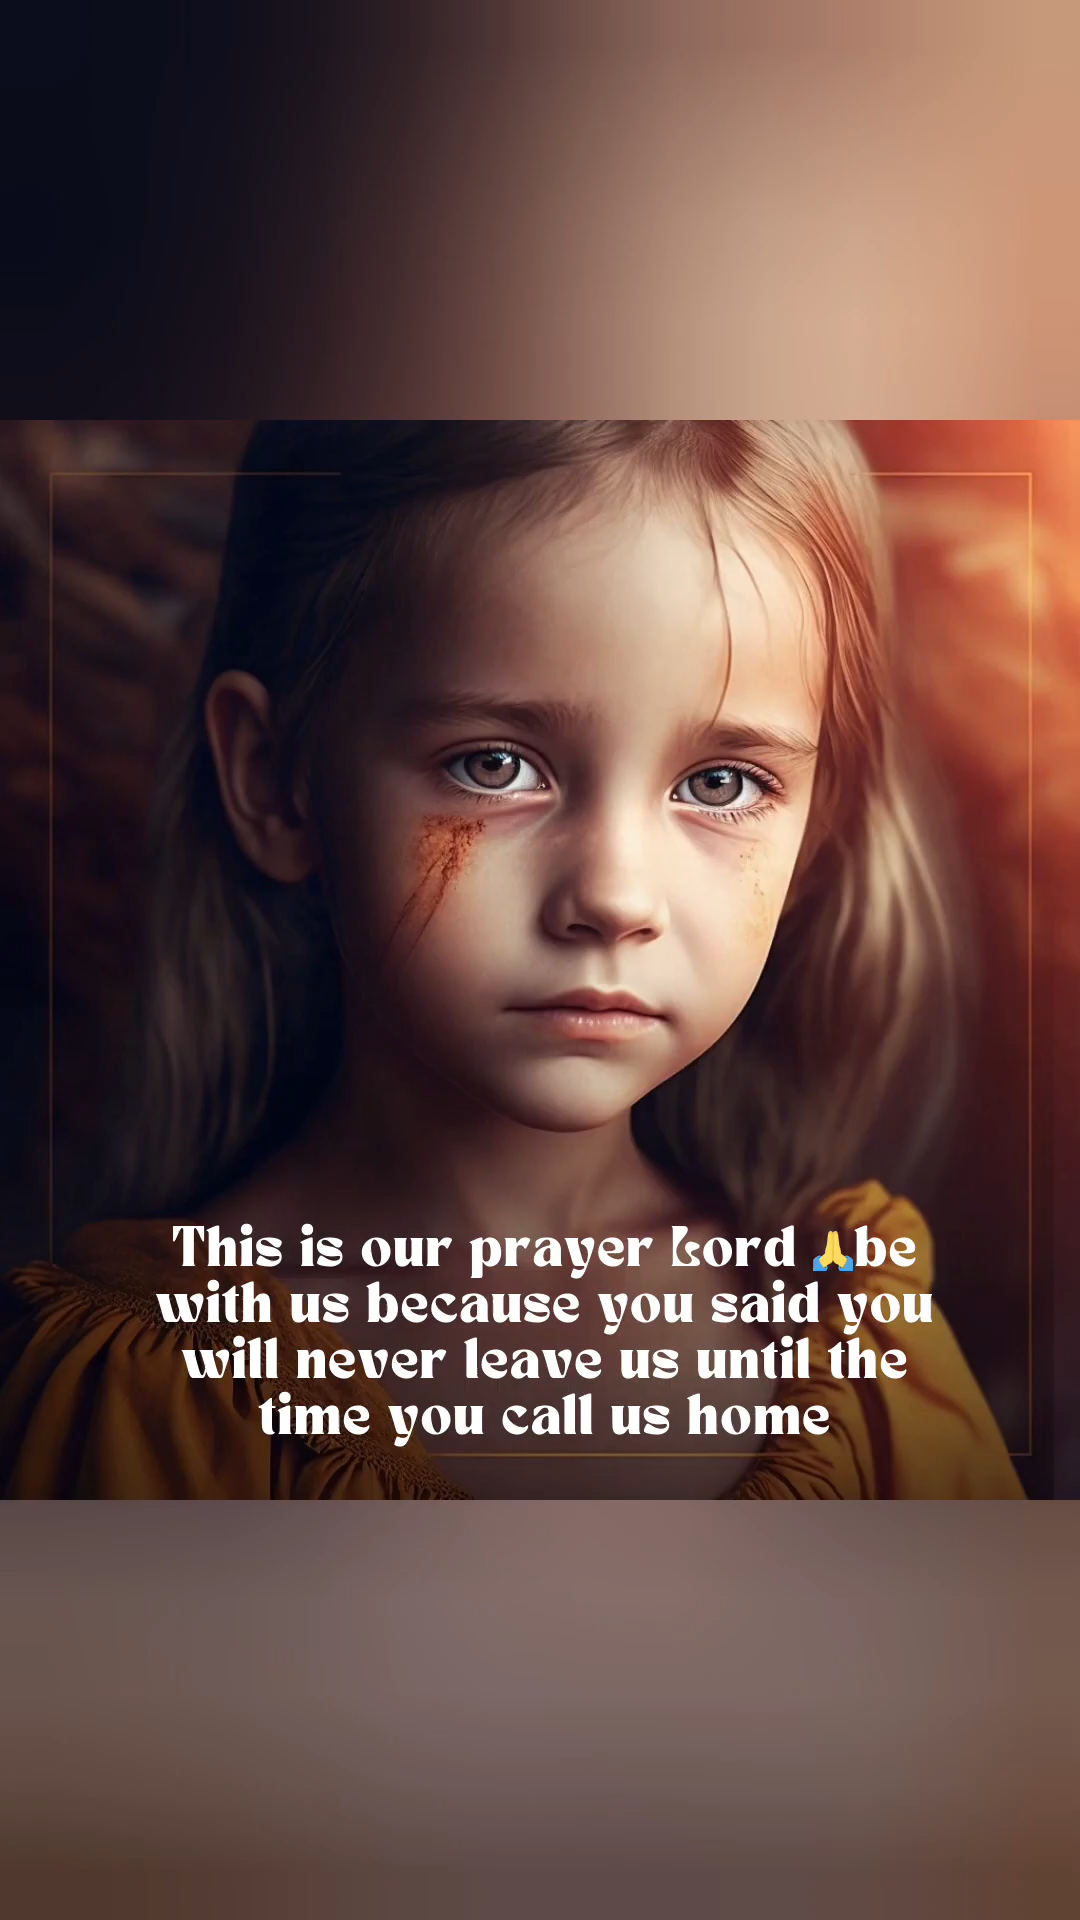 This is our prayer Lord 🙏be
with us because you said you
will never leave us until the
time you call us home